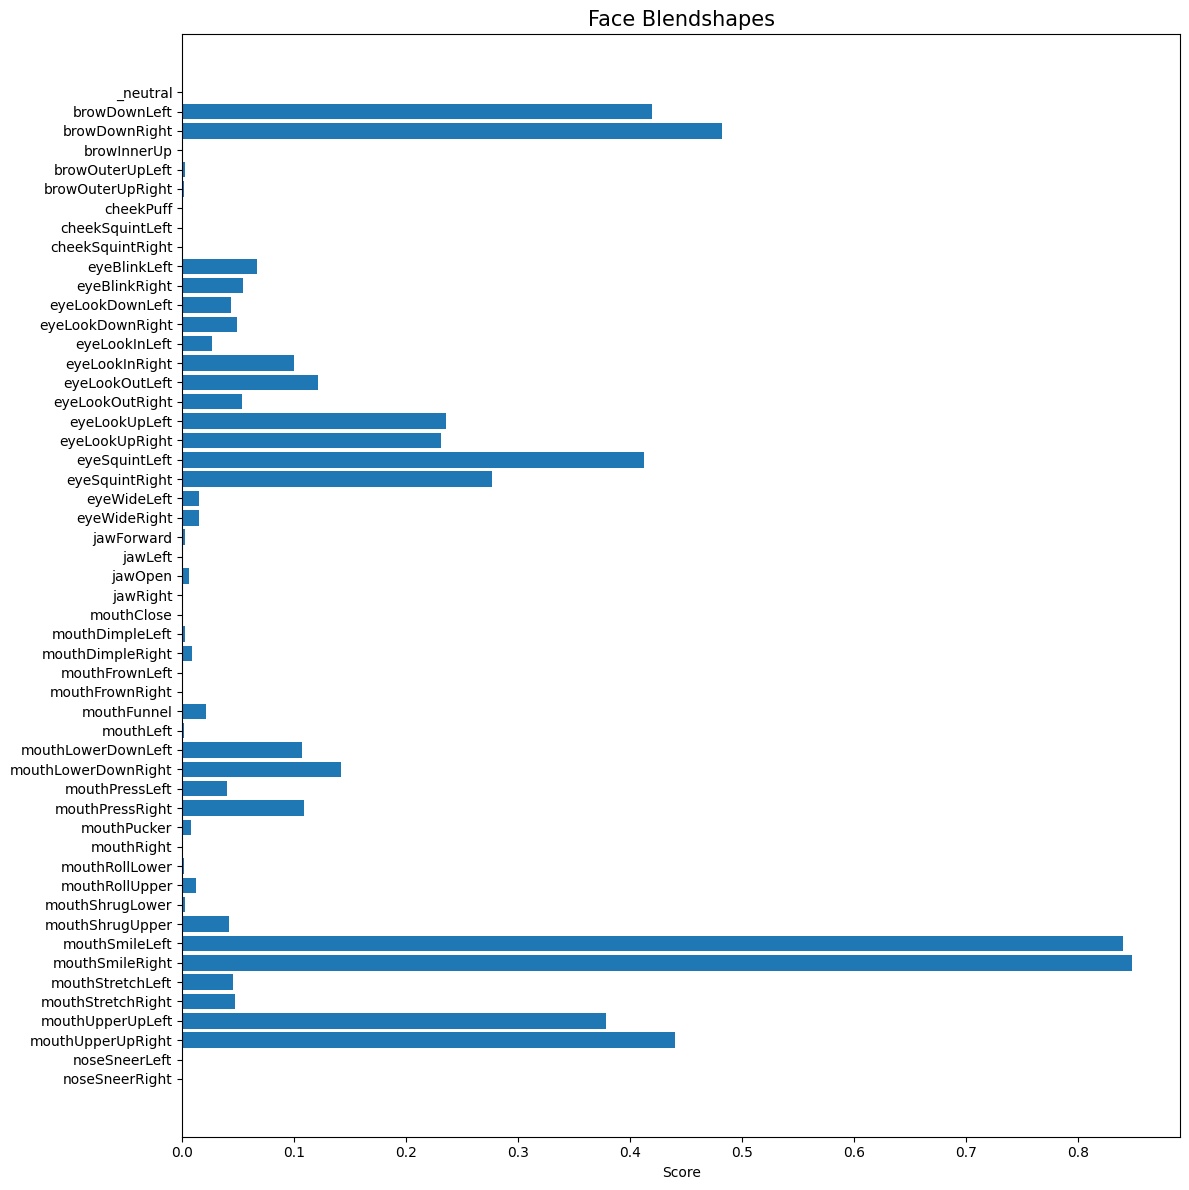 Face Blendshapes
_neutral
browDownLeft
browDownRight
browInnerUp
browOuterUpLeft
browOuterUpRight
cheekPuff
cheekSquintLeft
cheekSquintRight
eyeBlinkLeft
eyeBlinkRight
eyeLookDownLeft
eyeLookDownRight
eyeLookInLeft
eyeLookInRight
eyeLookOutLeft
eyeLookOutRight
eyeLookUpLeft
eyeLookUpRight
eyeSquintLeft
eyeSquintRight
eyeWideLeft
eyeWideRight
jawForward
jawLeft
jawOpen
jawRight
mouthClose
mouthDimpleLeft
mouthDimpleRight
mouthFrownLeft
mouthFrownRight
mouthFunnel
mouthLeft
mouthLowerDownLeft
mouthLowerDownRight
mouthPressLeft
mouthPressRight
mouthPucker
mouthRight
mouthRollLower
mouthRollUpper
mouthShrugLower
mouthShrugUpper
mouthSmileLeft
mouthSmileRight
mouthStretchLeft
mouthStretchRight
mouthUpperUpLeft
mouthUpperUpRight
noseSneerLeft
noseSneerRight
0.0 0.1 0.2 0.3 0.4 0.5 0.6 0.7 0.8
Score